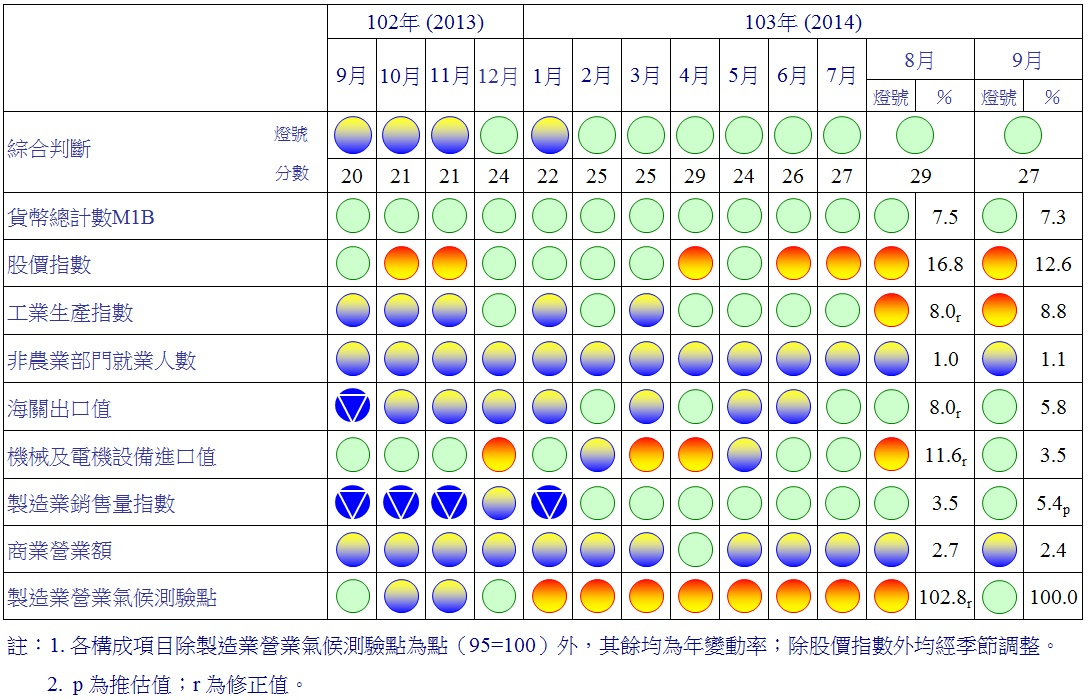 102年 (2013) 103年 (2014)
9月 10月 11月 12月 1月 2月 3月 4月 5月 6月 7月 8月 9月
燈號 % 燈號 %
綜合判斷 燈號
分數 20 21 21 24 22 25 25 29 24 26 27 29 27
貨幣總計數M1B 7.5 7.3
股價指數 16.8 12.6
工業生產指數 8.0r 8.8
非農業部門就業人數 1.0 1.1
海關出口值 8.0r 5.8
機械及電機設備進口值 11.6r 3.5
製造業銷售量指數 3.5 5.4p
商業營業額 2.7 2.4
製造業營業氣候測驗點 102.8r 100.0
註：1. 各構成項目除製造業營業氣候測驗點為點（95=100）外，其餘均為年變動率；除股價指數外均經季節調整。
2. p 為推估值；r 為修正值。